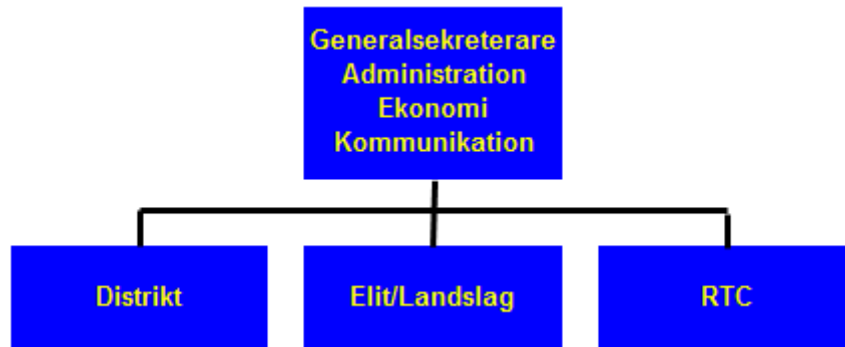 Generalsekreterare
Administration
Ekonomi
Kommunikation
Distrikt
Elit/Landslag
RTC